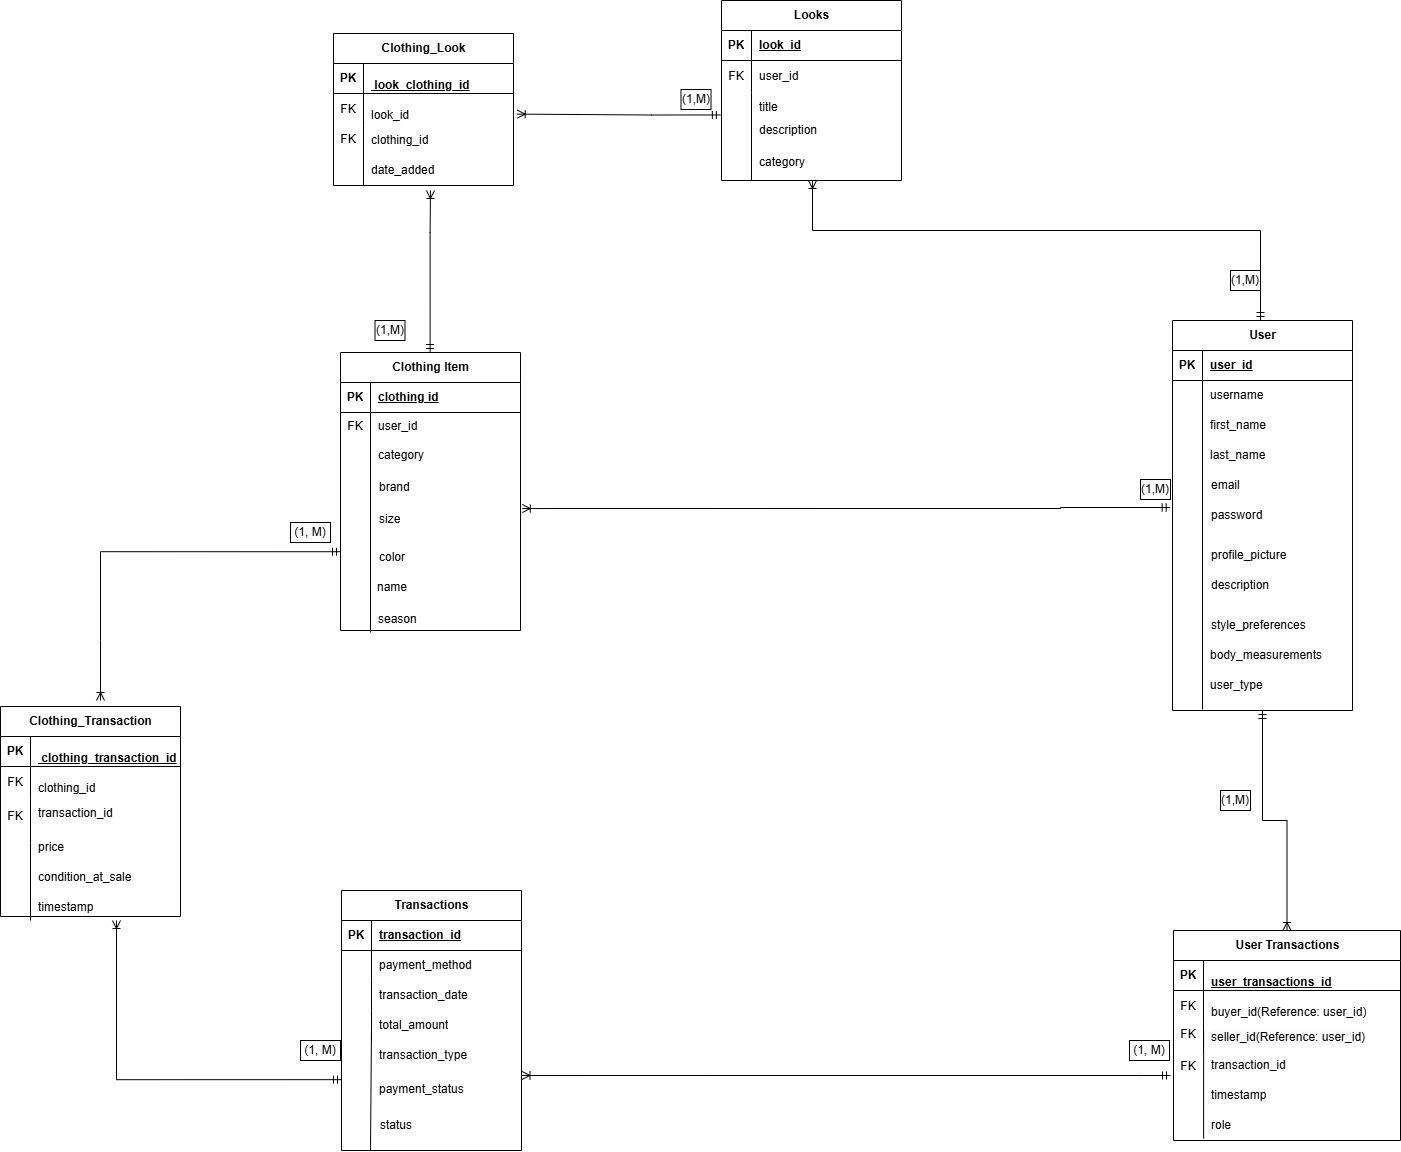 Looks
PK look_id
FK user_id
title
description
category
Clothing_Look
PK look_clothing_id
FK look_id
FK clothing_id
date_added
(1,M)
(1,M)
(1,M)
Clothing Item
PK clothing id
FK user_id
category
brand
size
color
name
season
User
PK user_id
username
first_name
last_name
email
password
profile_picture
description
style_preferences
body_measurements
user_type
(1,M)
(1, M)
Clothing_Transaction
PK clothing_transaction_id
FK clothing_id
FK transaction_id
price
condition_at_sale
timestamp
(1,M)
Transactions
PK transaction_id
payment_method
transaction_date
total_amount
transaction_type
payment_status
status
(1, M)
(1, M)
User Transactions
PK user_transactions_id
FK buyer_id(Reference: user_id)
FK seller_id(Reference: user_id)
FK transaction_id
timestamp
role